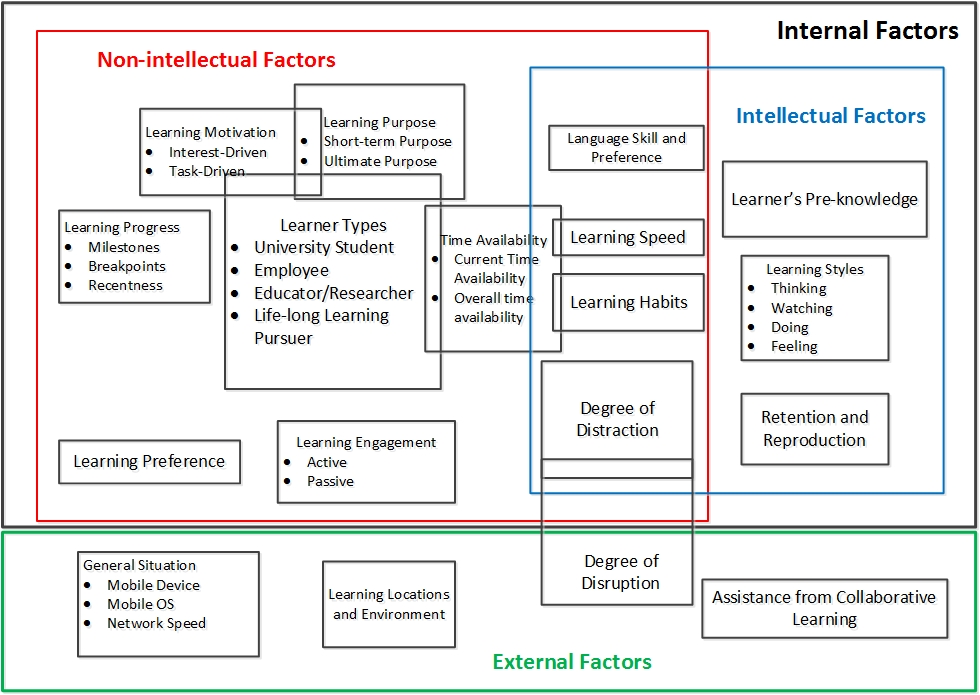 Internal Factors
Non-intellectual Factors
Intellectual Factors
Learning Motivation
• Interest-Driven
• Task-Driven
Learning Purpose
• Short-term Purpose
• Ultimate Purpose
Language Skill and
Preference
Learner's Pre-knowledge
Learning Progress
• Milestones
• Breakpoints
• Recentness
Learner Types
• University Student
• Employee
• Educator/Researcher
• Life-long Learning
Pursuer
Time Availability
• Current Time
Availability
• Overall time
availability
Learning Speed
Learning Habits
Learning Styles
• Thinking
• Watching
• Doing
• Feeling
Degree of
Distraction
Retention and
Reproduction
Learning Preference
Learning Engagement
• Active
• Passive
General Situation
• Mobile Device
• Mobile OS
• Network Speed
Learning Locations
and Environment
Degree of
Disruption
Assistance from Collaborative
Learning
External Factors